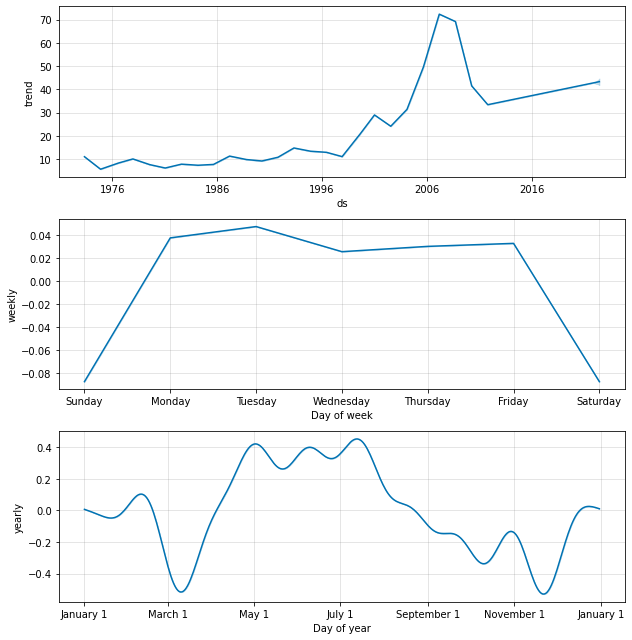 70
60
50
40
30
20
10
trend
1976 1986 1996 2006 2016
ds
0.04
0.02
0.00
−0.02
−0.04
−0.06
−0.08
weekly
Sunday Monday Tuesday Wednesday Thursday Friday Saturday
Day of week
0.4
0.2
0.0
−0.2
−0.4
yearly
January 1 March 1 May 1 July 1 September 1 November 1 January 1
Day of year